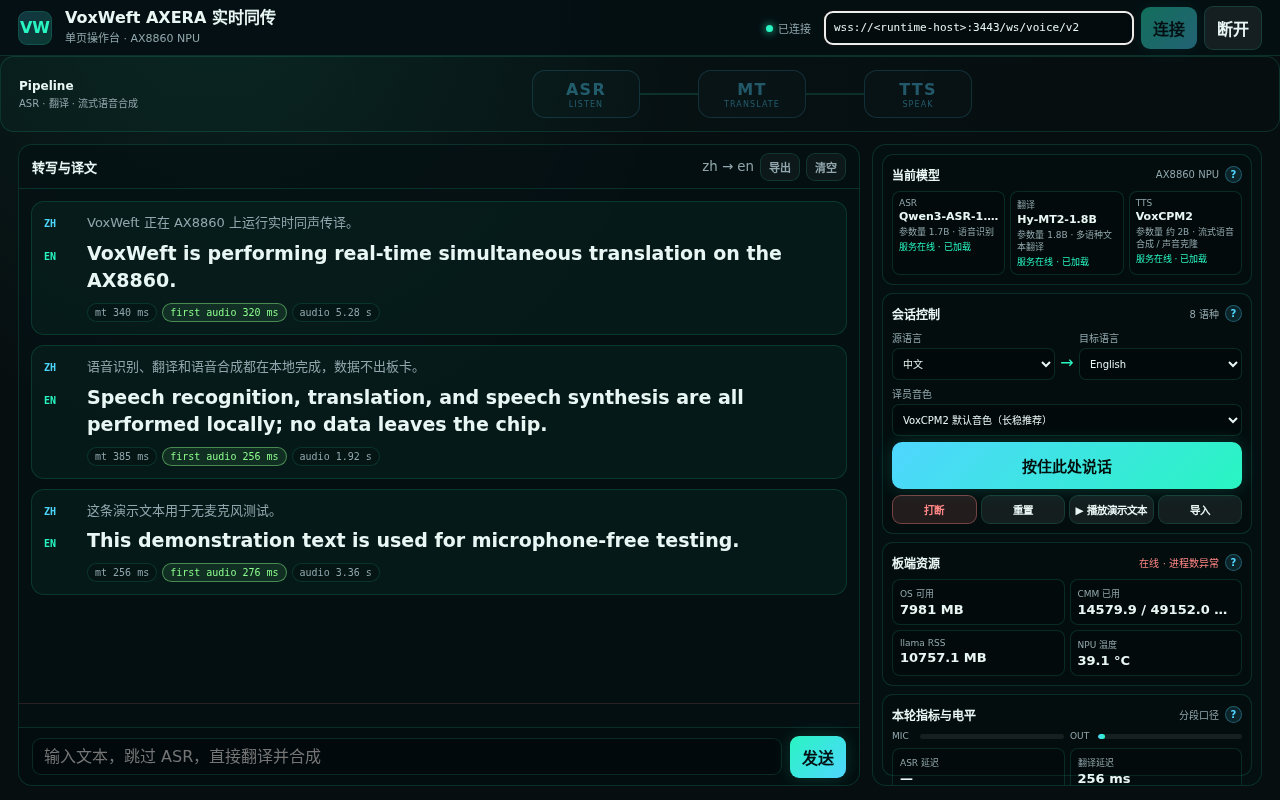 VW
VoxWeft AXERA 实时同传
单页操作台 · AX8860 NPU
已连接
wss://<runtime-host>:3443/ws/voice/v2
连接
断开
Pipeline
ASR · 翻译 · 流式语音合成
ASR
LISTEN
MT
TRANSLATE
TTS
SPEAK
转写与译文
zh → en
导出
清空
ZH
VoxWeft 正在 AX8860 上运行实时同声传译。
EN
VoxWeft is performing real-time simultaneous translation on the
AX8860.
mt 340 ms
first audio 320 ms
audio 5.28 s
ZH
语音识别、翻译和语音合成都在本地完成，数据不出板卡。
EN
Speech recognition, translation, and speech synthesis are all
performed locally; no data leaves the chip.
mt 385 ms
first audio 256 ms
audio 1.92 s
ZH
这条演示文本用于无麦克风测试。
EN
This demonstration text is used for microphone-free testing.
mt 256 ms
first audio 276 ms
audio 3.36 s
输入文本，跳过 ASR，直接翻译并合成
发送
当前模型
AX8860 NPU
?
ASR
Qwen3-ASR-1....
参数量 1.7B · 语音识别
服务在线 · 已加载
翻译
Hy-MT2-1.8B
参数量 1.8B · 多语种文
本翻译
服务在线 · 已加载
TTS
VoxCPM2
参数量 约 2B · 流式语音
合成 / 声音克隆
服务在线 · 已加载
会话控制
8 语种
?
源语言
中文
→
目标语言
English
译员音色
VoxCPM2 默认音色（长稳推荐）
按住此处说话
打断
重置
▶ 播放演示文本
导入
板端资源
在线 · 进程数异常
?
OS 可用
7981 MB
CMM 已用
14579.9 / 49152.0 ...
llama RSS
10757.1 MB
NPU 温度
39.1 °C
本轮指标与电平
分段口径
?
MIC
OUT
ASR 延迟
—
翻译延迟
256 ms